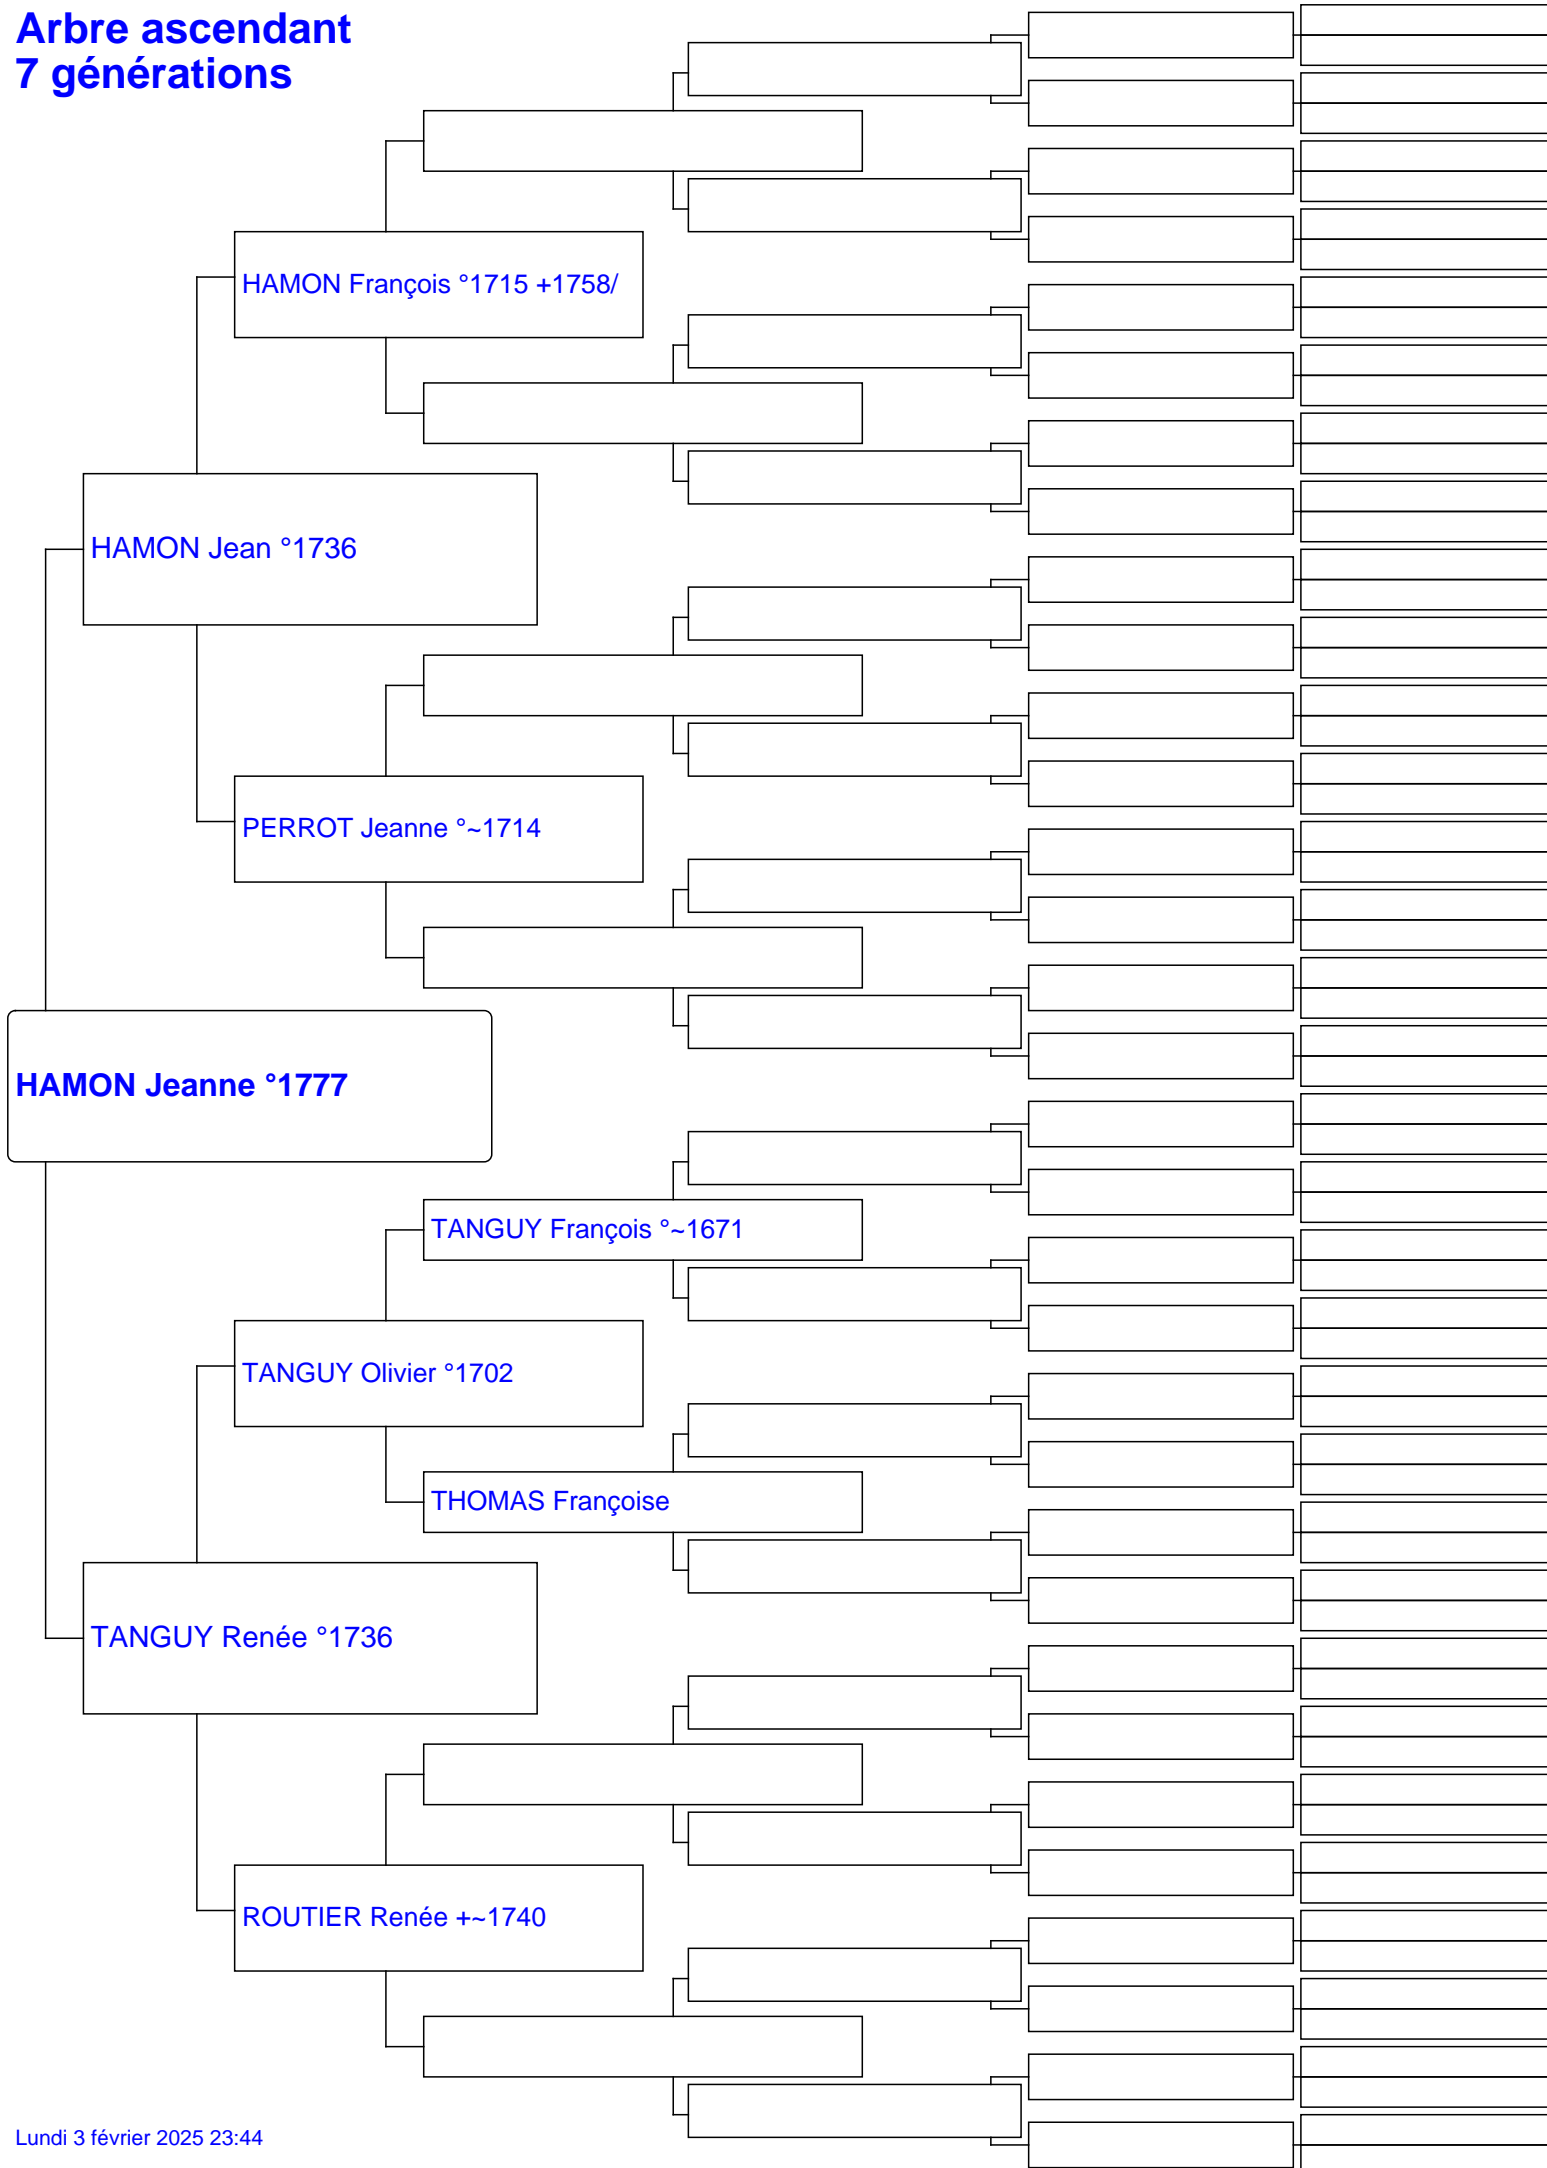 Arbre ascendant
7 générations
HAMON François °1715 +1758/
HAMON Jean °1736
PERROT Jeanne °~1714
HAMON Jeanne °1777
TANGUY François °~1671
TANGUY Olivier °1702
THOMAS Françoise
TANGUY Renée °1736
ROUTIER Renée +~1740
Lundi 3 février 2025 23:44